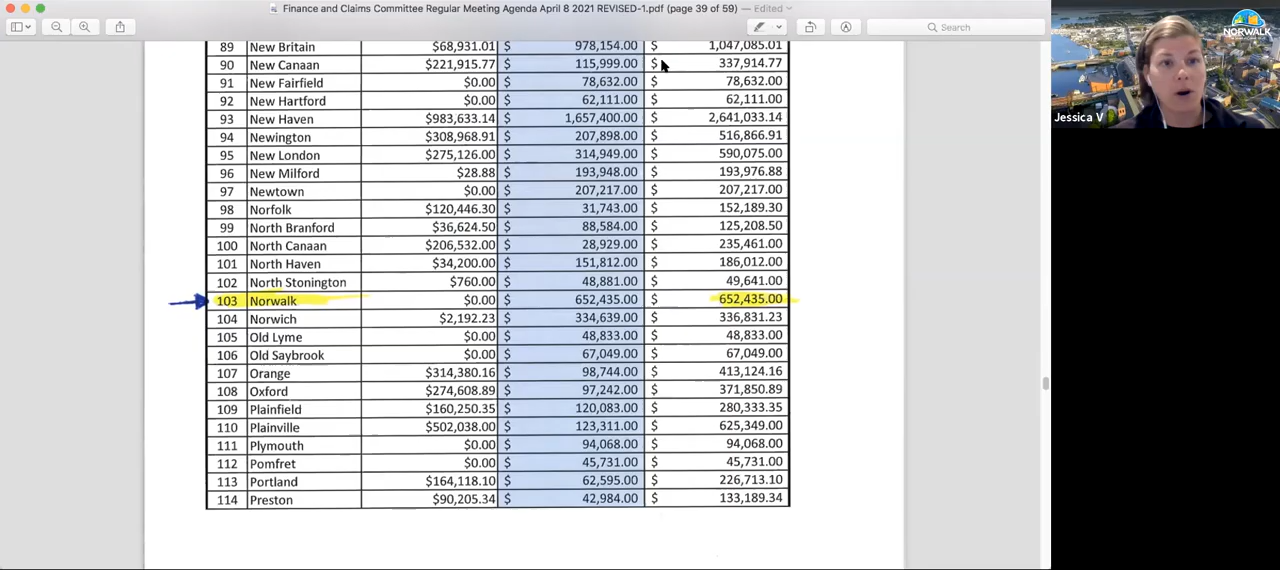 Finance and Claims Committee Regular Meeting Agenda April 8 2021 REVISED-1.pdf (page 39 of 59) — Edited
Search
NORWALK
Jessica V
89 New Britain $68,931.01 $ 978,154.00 $ 1,047,085.01
90 New Canaan $221,915.77 $ 115,999.00 $ 337,914.77
91 New Fairfield $0.00 $ 78,632.00 $ 78,632.00
92 New Hartford $0.00 $ 62,111.00 $ 62,111.00
93 New Haven $983,633.14 $ 1,657,400.00 $ 2,641,033.14
94 Newington $308,968.91 $ 207,898.00 $ 516,866.91
95 New London $275,126.00 $ 314,949.00 $ 590,075.00
96 New Milford $28.88 $ 193,948.00 $ 193,976.88
97 Newtown $0.00 $ 207,217.00 $ 207,217.00
98 Norfolk $120,446.30 $ 31,743.00 $ 152,189.30
99 North Branford $36,624.50 $ 88,584.00 $ 125,208.50
100 North Canaan $206,532.00 $ 28,929.00 $ 235,461.00
101 North Haven $34,200.00 $ 151,812.00 $ 186,012.00
102 North Stonington $760.00 $ 48,881.00 $ 49,641.00
103 Norwalk $0.00 $ 652,435.00 $ 652,435.00
104 Norwich $2,192.23 $ 334,639.00 $ 336,831.23
105 Old Lyme $0.00 $ 48,833.00 $ 48,833.00
106 Old Saybrook $0.00 $ 67,049.00 $ 67,049.00
107 Orange $314,380.16 $ 98,744.00 $ 413,124.16
108 Oxford $274,608.89 $ 97,242.00 $ 371,850.89
109 Plainfield $160,250.35 $ 120,083.00 $ 280,333.35
110 Plainville $502,038.00 $ 123,311.00 $ 625,349.00
111 Plymouth $0.00 $ 94,068.00 $ 94,068.00
112 Pomfret $0.00 $ 45,731.00 $ 45,731.00
113 Portland $164,118.10 $ 62,595.00 $ 226,713.10
114 Preston $90,205.34 $ 42,984.00 $ 133,189.34